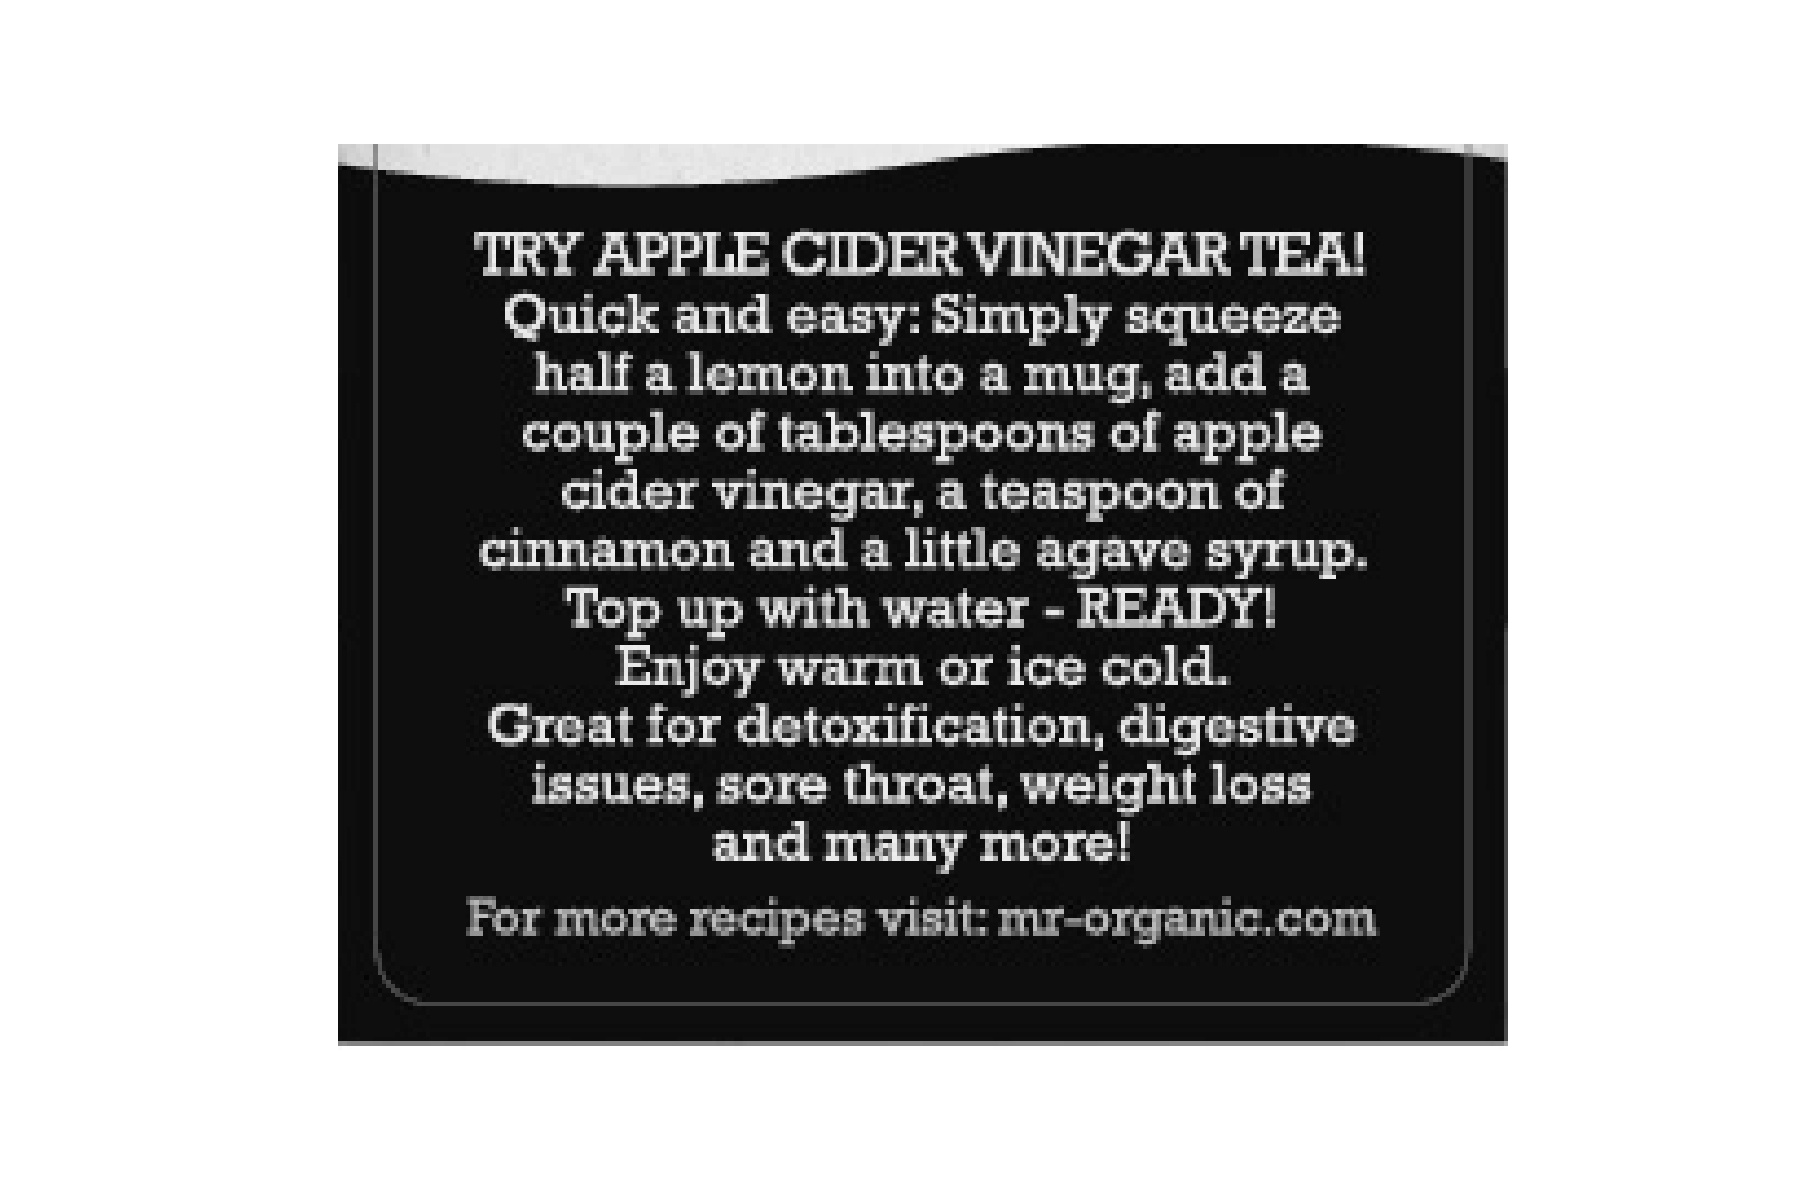 TRY APPLE CIDER VINEGAR TEA!
Quick and easy: Simply squeeze
half a lemon into a mug, add a
couple of tablespoons of apple
cider vinegar, a teaspoon of
cinnamon and a little agave syrup.
Top up with water - READY!
Enjoy warm or ice cold.
Great for detoxification, digestive
issues, sore throat, weight loss
and many more!
For more recipes visit: mr-organic.com